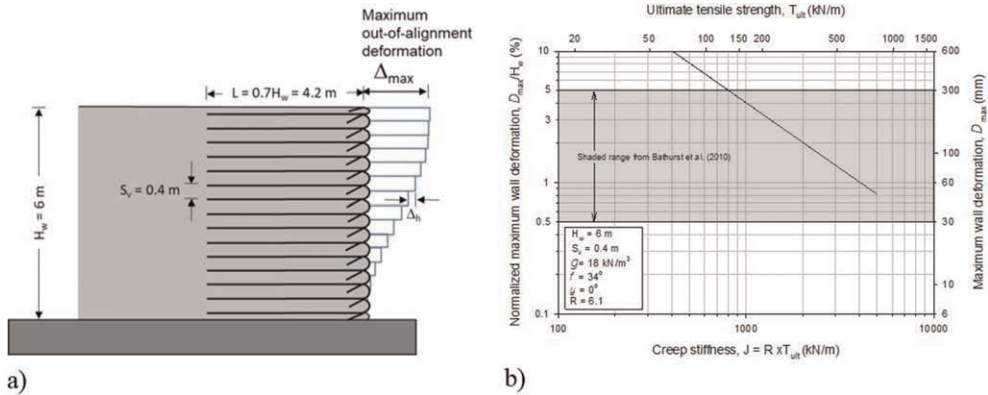 Maximum
out-of-alignment
deformation
Δmax
L = 0.7Hw = 4.2 m
Sv = 0.4 m
Hw = 6 m
Δh
a)
Ultimate tensile strength, Tult (kN/m)
20 50 100 150 200 500 1000 1500
Normalized maximum wall deformation, Dmax/Hw (%)
10
5
3
1
0.5
0.1
Shaded range from Bathurst et al. (2010)
Hw = 6 m
Sv = 0.4 m
g= 18 kN/m³
f = 34°
y = 0°
R = 6.1
600
300
100
60
30
10
6
Maximum wall deformation, Dmax (mm)
100 1000 10000
Creep stiffness, J = R xTult (kN/m)
b)